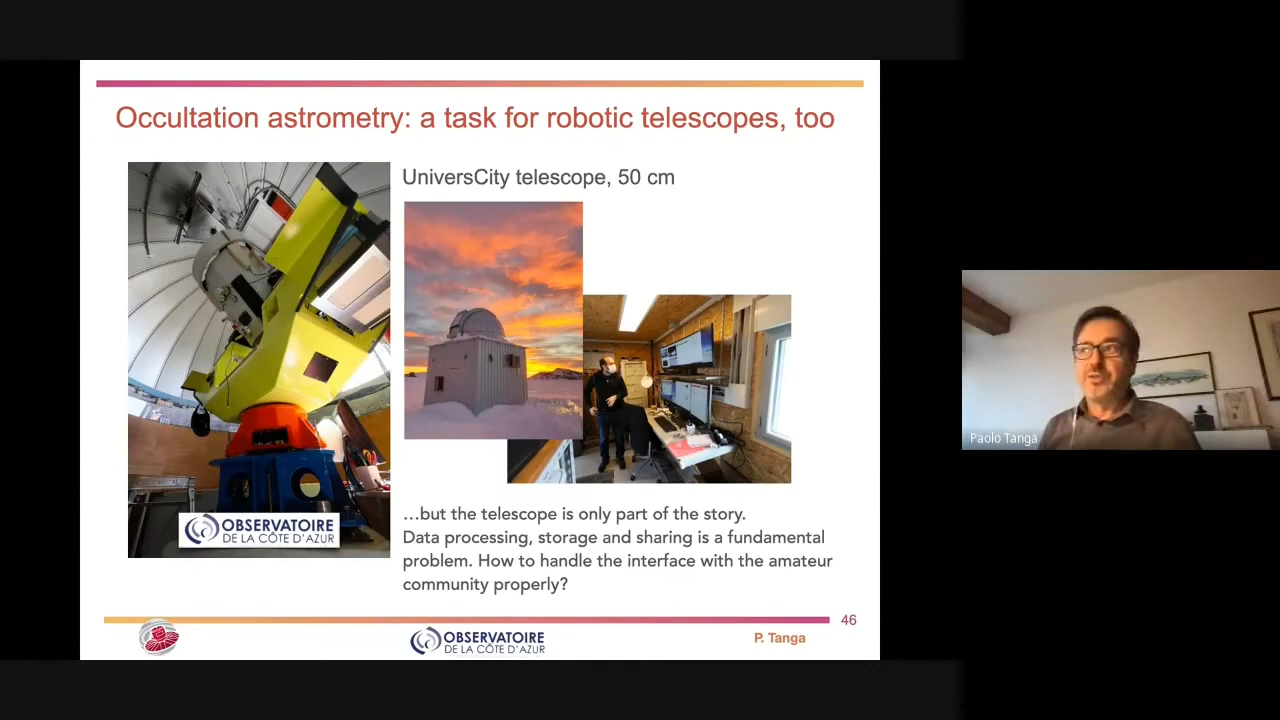 Occultation astrometry: a task for robotic telescopes, too
UniversCity telescope, 50 cm
OBSERVATOIRE
DE LA CÔTE D'AZUR
...but the telescope is only part of the story.
Data processing, storage and sharing is a fundamental
problem. How to handle the interface with the amateur
community properly?
46
OBSERVATOIRE
DE LA CÔTE D'AZUR
P. Tanga
Paolo Tanga